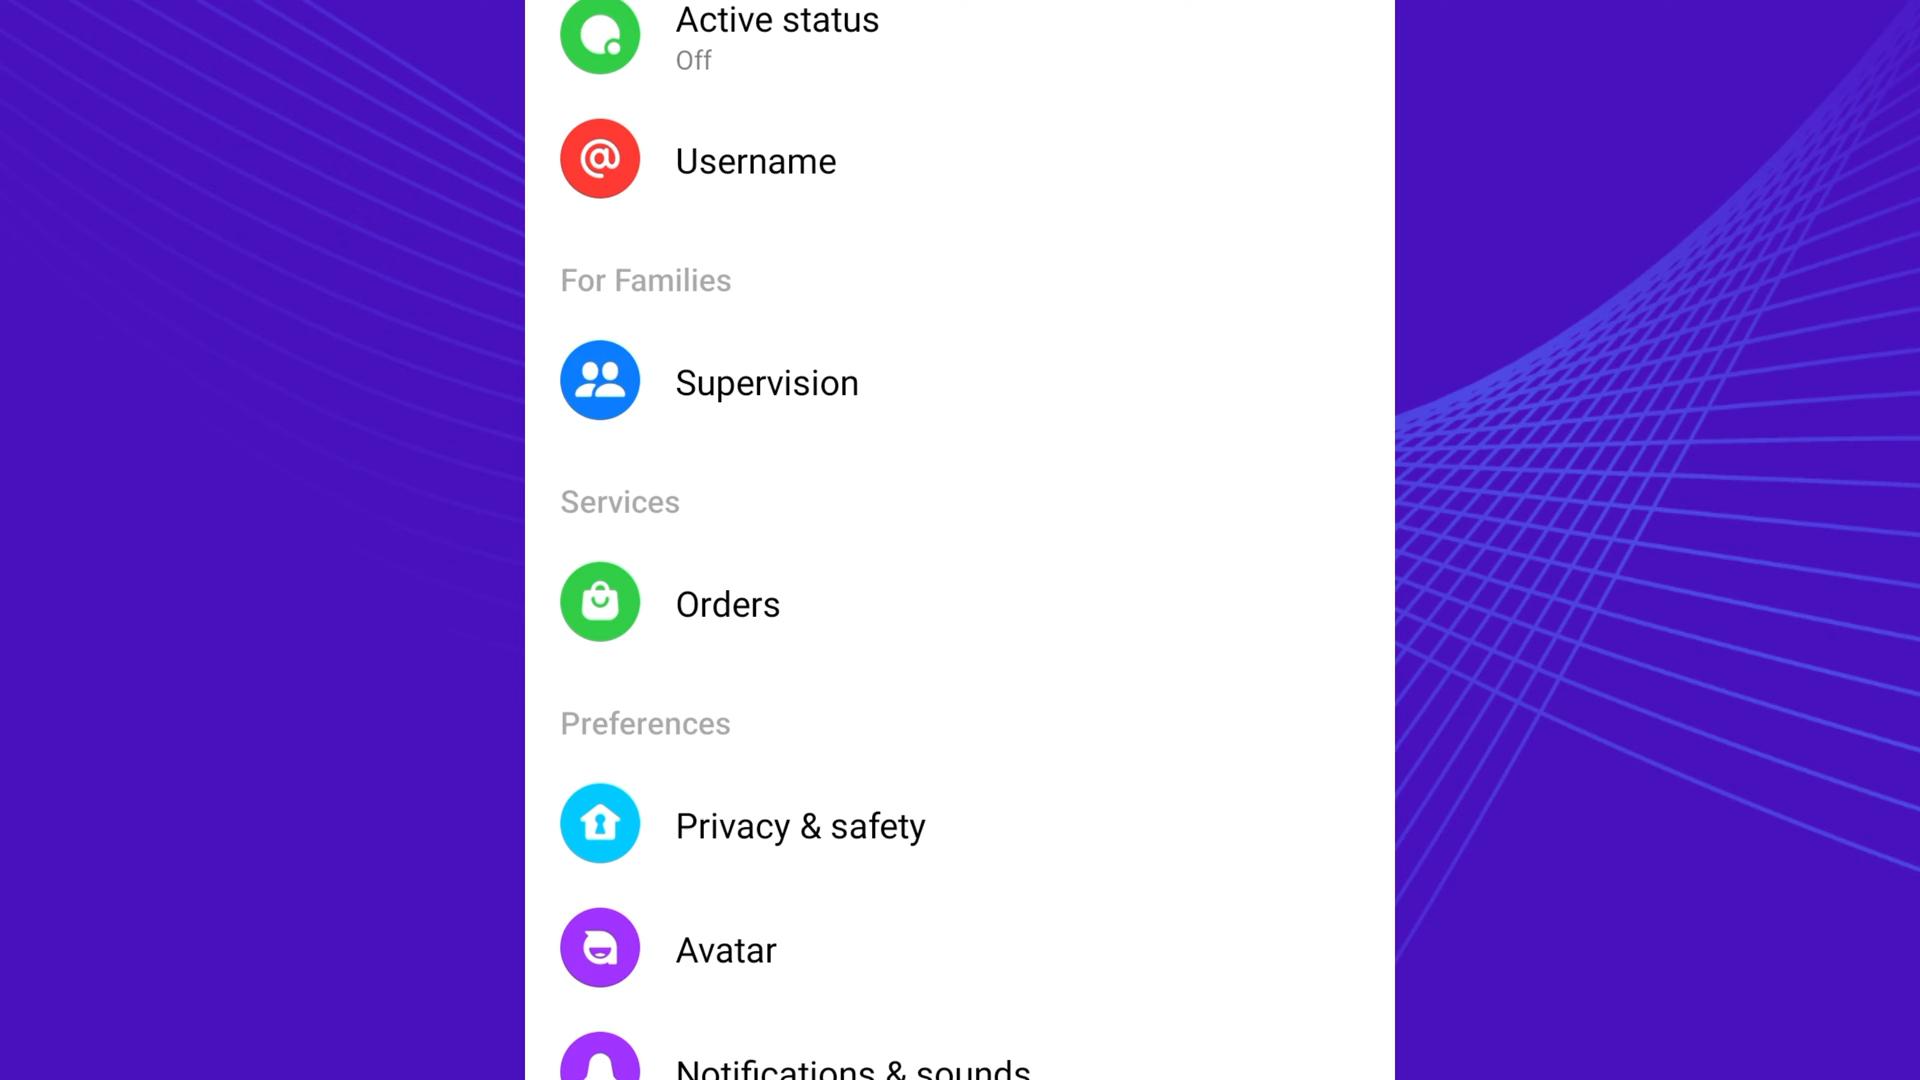 Active status
Off
Username
For Families
Supervision
Services
Orders
Preferences
Privacy & safety
Avatar
Notifications & sounds